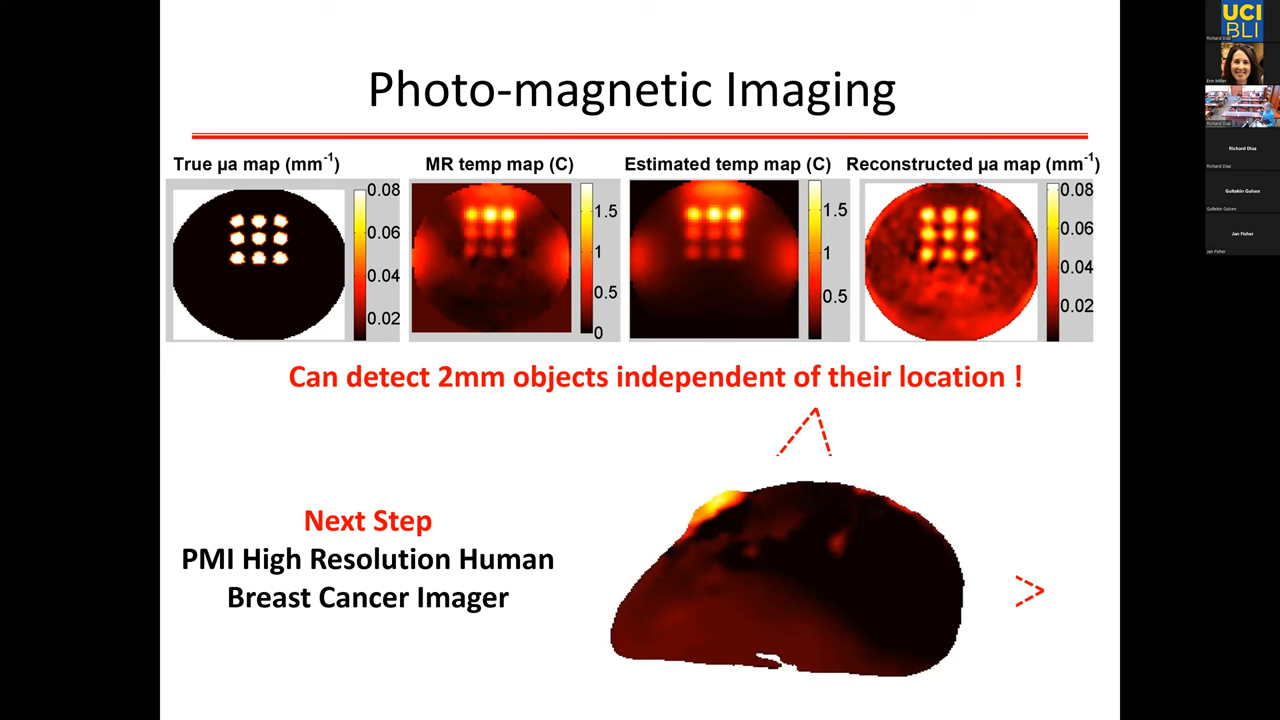 Photo-magnetic Imaging
True μa map (mm-1)
MR temp map (C)
Estimated temp map (C)
Reconstructed μa map (mm-1)
0.08
0.06
0.04
0.02
1.5
1
0.5
0
1.5
1
0.5
0.08
0.06
0.04
0.02
Can detect 2mm objects independent of their location !
Next Step
PMI High Resolution Human
Breast Cancer Imager
UCI
BLI
Richard Diaz
Erin Miller
Richard Diaz
Richard Diaz
Richard Diaz
Gultekin Gulsen
Gultekin Gulsen
Jan Fisher
Jan Fisher